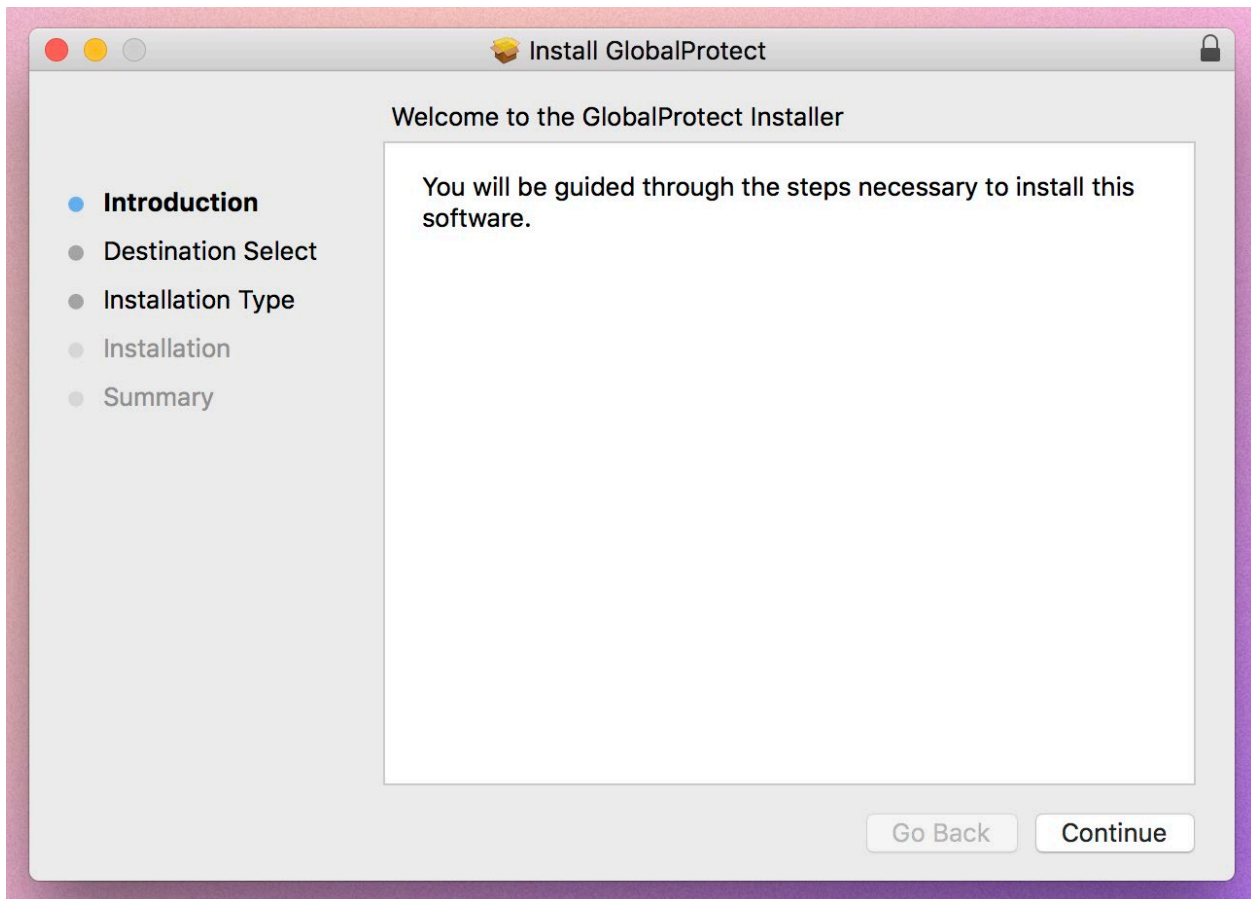 Install GlobalProtect
Welcome to the GlobalProtect Installer
Introduction
Destination Select
Installation Type
Installation
Summary
You will be guided through the steps necessary to install this
software.
Go Back
Continue